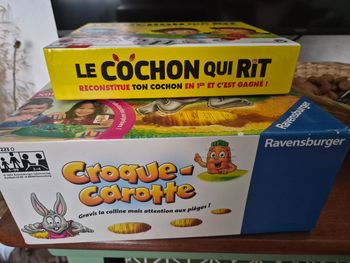 LE COCHON QUI RIT
RECONSTITUE TON COCHON EN 1ER ET C'EST GAGNÉ !
Ravensburger
Croque-
Carotte
Gravis la colline mais attention aux pièges !